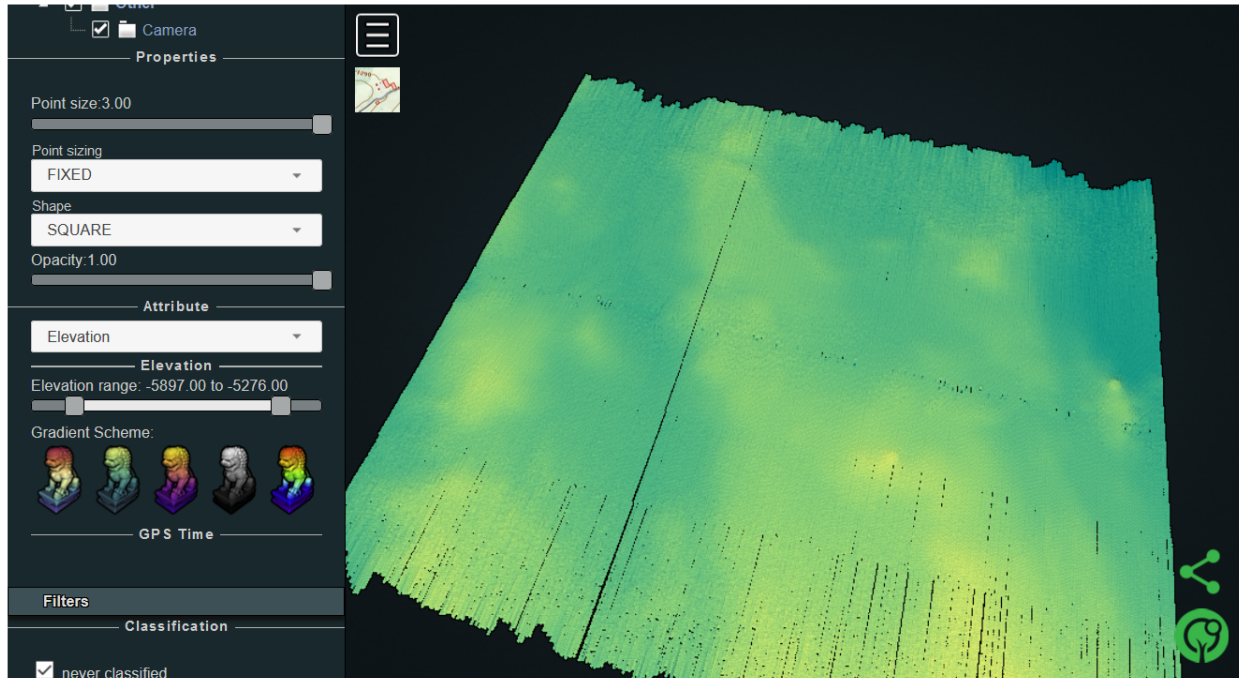 Other
Camera
Properties
Point size:3.00
Point sizing
FIXED
Shape
SQUARE
Opacity:1.00
Attribute
Elevation
Elevation
Elevation range: -5897.00 to -5276.00
Gradient Scheme:
GPS Time
Filters
Classification
never classified